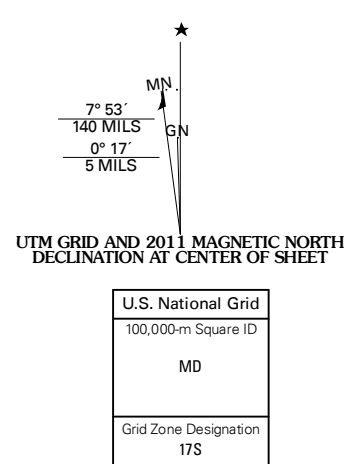 MN
7° 53´
140 MILS
GN
0° 17´
5 MILS
UTM GRID AND 2011 MAGNETIC NORTH
DECLINATION AT CENTER OF SHEET
U.S. National Grid
100,000-m Square ID
MD
Grid Zone Designation
17S